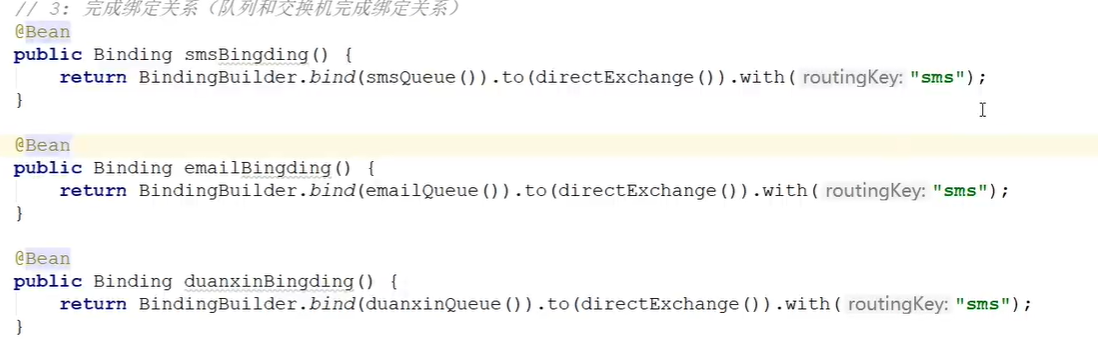 // 3: 完成绑定关系（队列和交换机完成绑定关系）
@Bean
public Binding smsBingding() {
return BindingBuilder.bind(smsQueue()).to(directExchange()).with( routingKey: "sms");
}
@Bean
public Binding emailBingding() {
return BindingBuilder.bind(emailQueue()).to(directExchange()).with( routingKey: "sms");
}
@Bean
public Binding duanxinBingding() {
return BindingBuilder.bind(duanxinQueue()).to(directExchange()).with( routingKey: "sms");
}